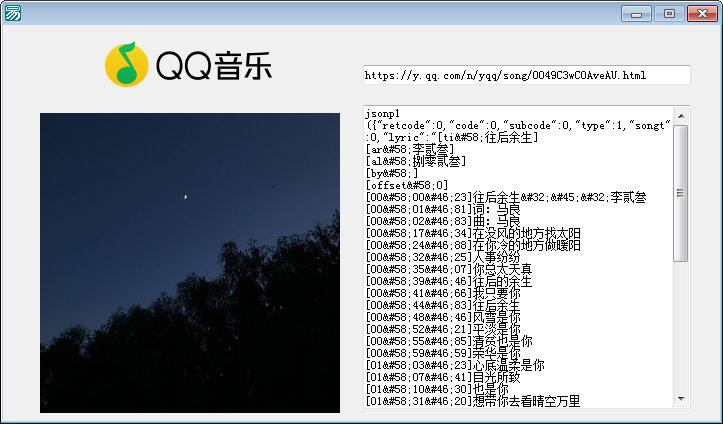 易
QQ音乐
https://y.qq.com/n/yqq/song/0049C3wC0AveAU.html
jsonp1
({"retcode":0,"code":0,"subcode":0,"type":1,"songt"
:0,"lyric":"[ti&#58;往后余生]
[ar&#58;李贰叁]
[al&#58;捌零贰叁]
[by&#58;]
[offset&#58;0]
[00&#58;00&#46;23]往后余生&#32;&#45;&#32;李贰叁
[00&#58;01&#46;81]词：马良
[00&#58;02&#46;83]曲：马良
[00&#58;17&#46;34]在没风的地方找太阳
[00&#58;24&#46;88]在你冷的地方做暖阳
[00&#58;32&#46;25]人事纷纷
[00&#58;35&#46;07]你总太天真
[00&#58;39&#46;46]往后的余生
[00&#58;41&#46;66]我只要你
[00&#58;44&#46;83]往后余生
[00&#58;48&#46;46]风雪是你
[00&#58;52&#46;21]平淡是你
[00&#58;55&#46;85]清贫也是你
[00&#58;59&#46;59]荣华是你
[01&#58;03&#46;23]心底温柔是你
[01&#58;07&#46;41]目光所致
[01&#58;10&#46;30]也是你
[01&#58;31&#46;20]想带你去看晴空万里